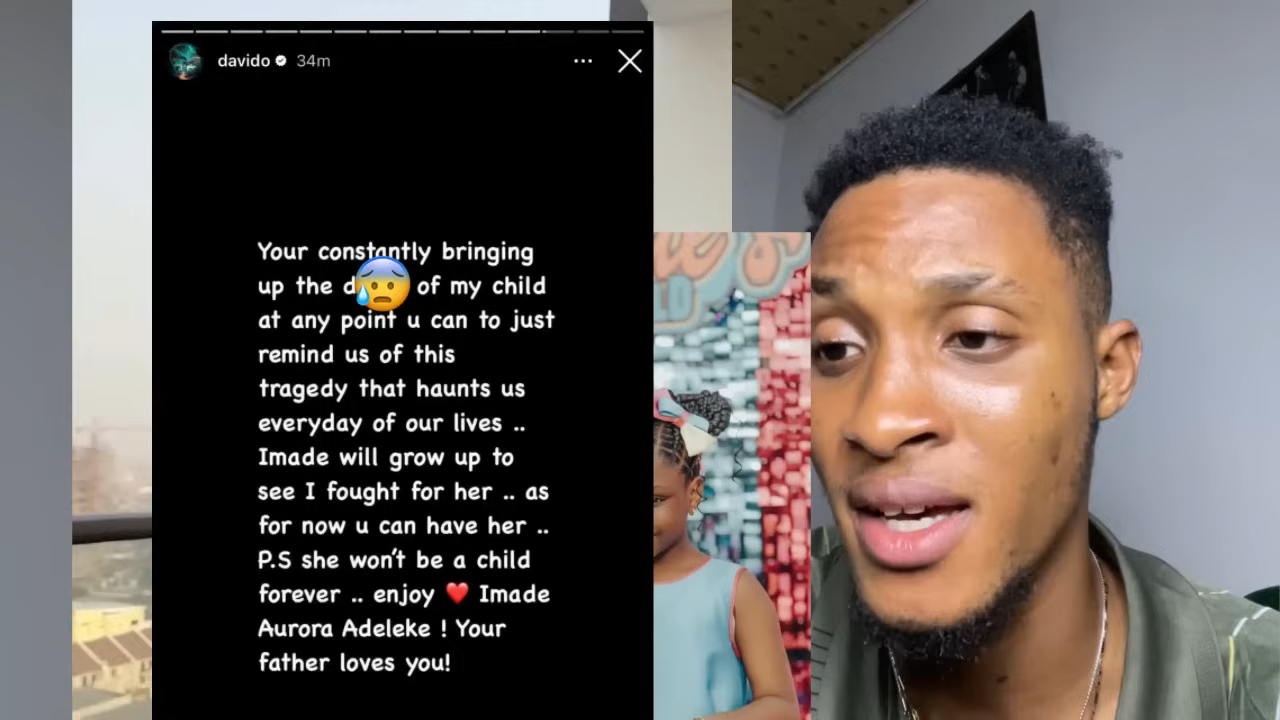 davido 34m
Your constantly bringing
up the d of my child
at any point u can to just
remind us of this
tragedy that haunts us
everyday of our lives ..
Imade will grow up to
see I fought for her .. as
for now u can have her ..
P.S she won't be a child
forever .. enjoy ❤️ Imade
Aurora Adeleke ! Your
father loves you!